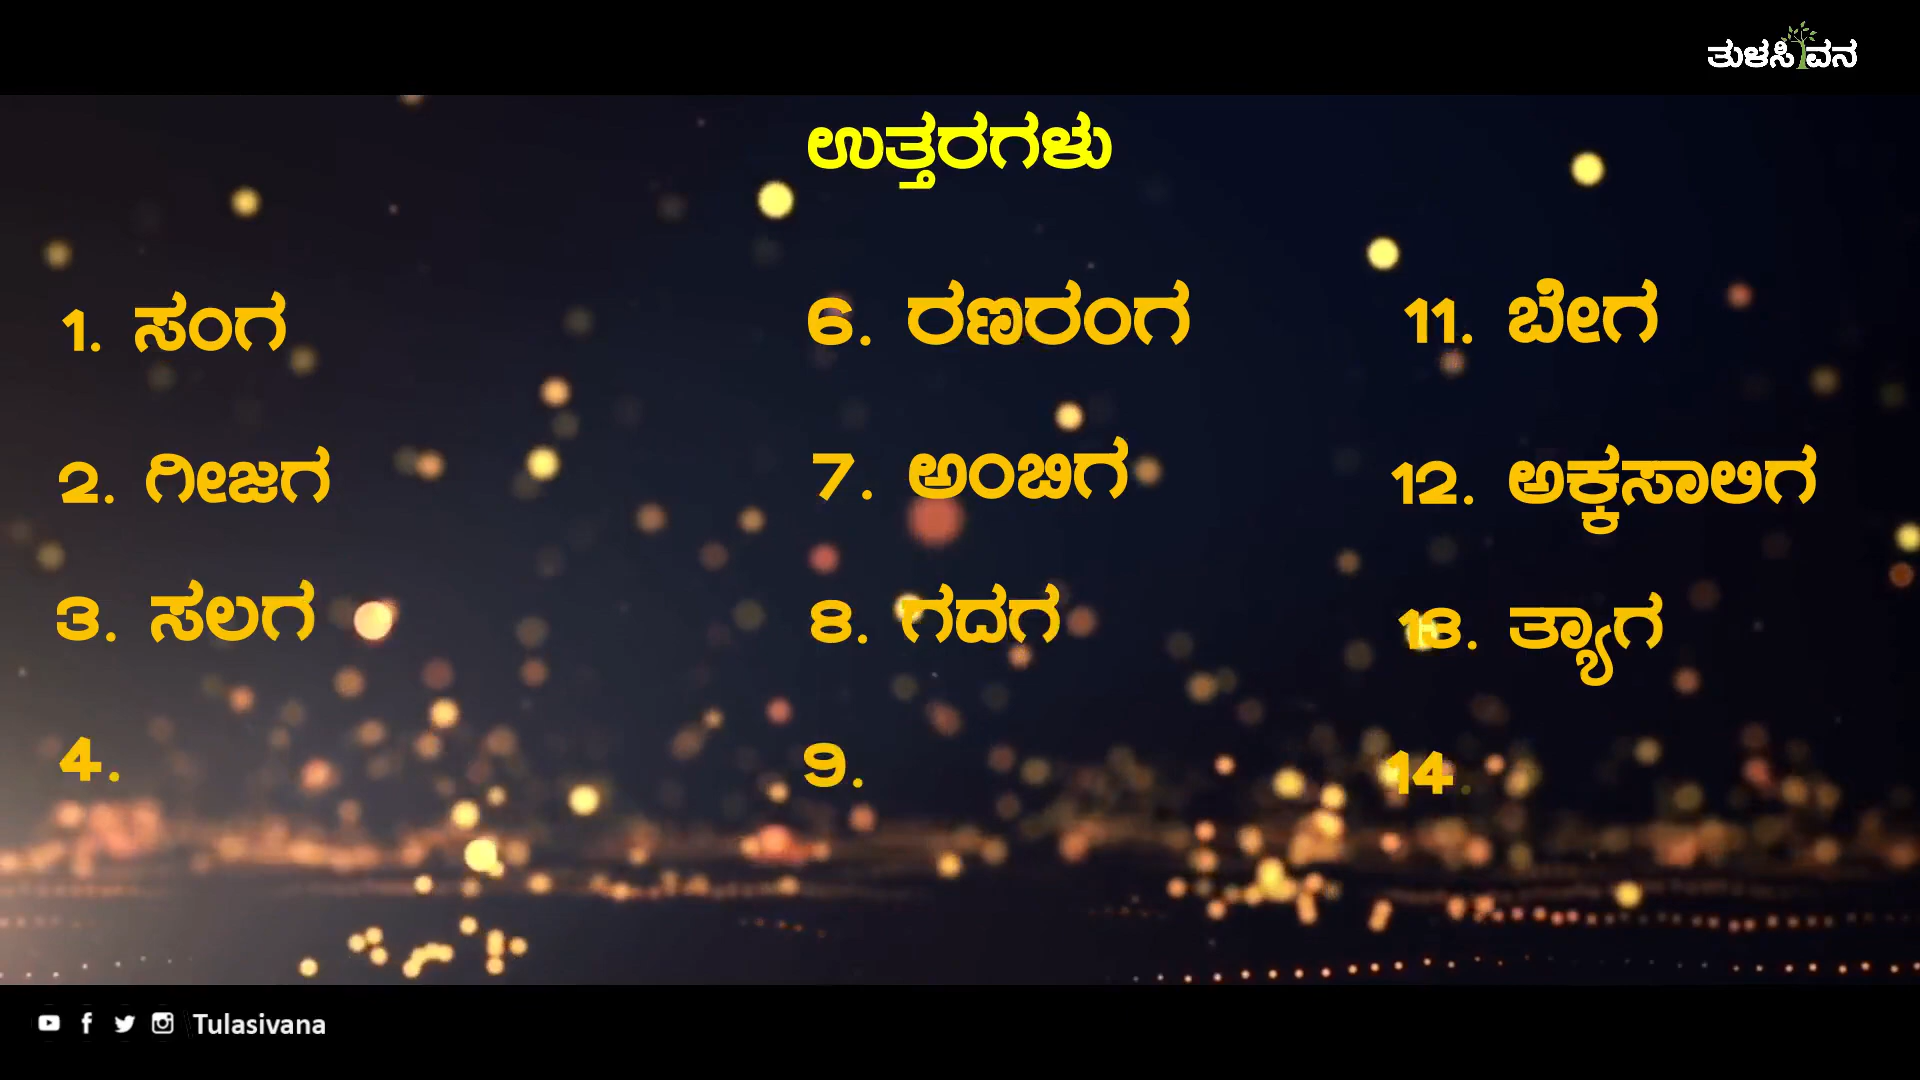 ತುಳಸಿವನ
ಉತ್ತರಗಳು
1. ಸಂಗ
2. ಗೀಜಗ
3. ಸಲಗ
4.
6. ರಣರಂಗ
7. ಅಂಬಿಗ
8. ಗದಗ
9.
11. ಬೇಗ
12. ಅಕ್ಕಸಾಲಿಗ
13. ತ್ಯಾಗ
14.
Tulasivana